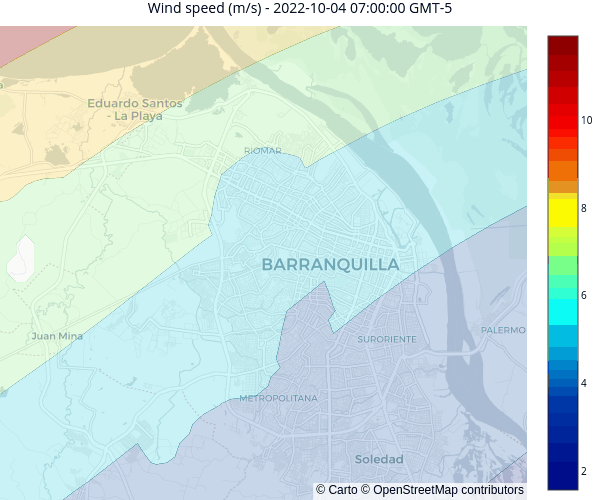 Wind speed (m/s) - 2022-10-04 07:00:00 GMT-5
10
Eduardo Santos
- La Playa
RIOMAR
8
BARRANQUILLA
6
Juan Mina
PALERMO
SURORIENTE
4
METROPOLITANA
Soledad
2
© Carto © OpenStreetMap contributors